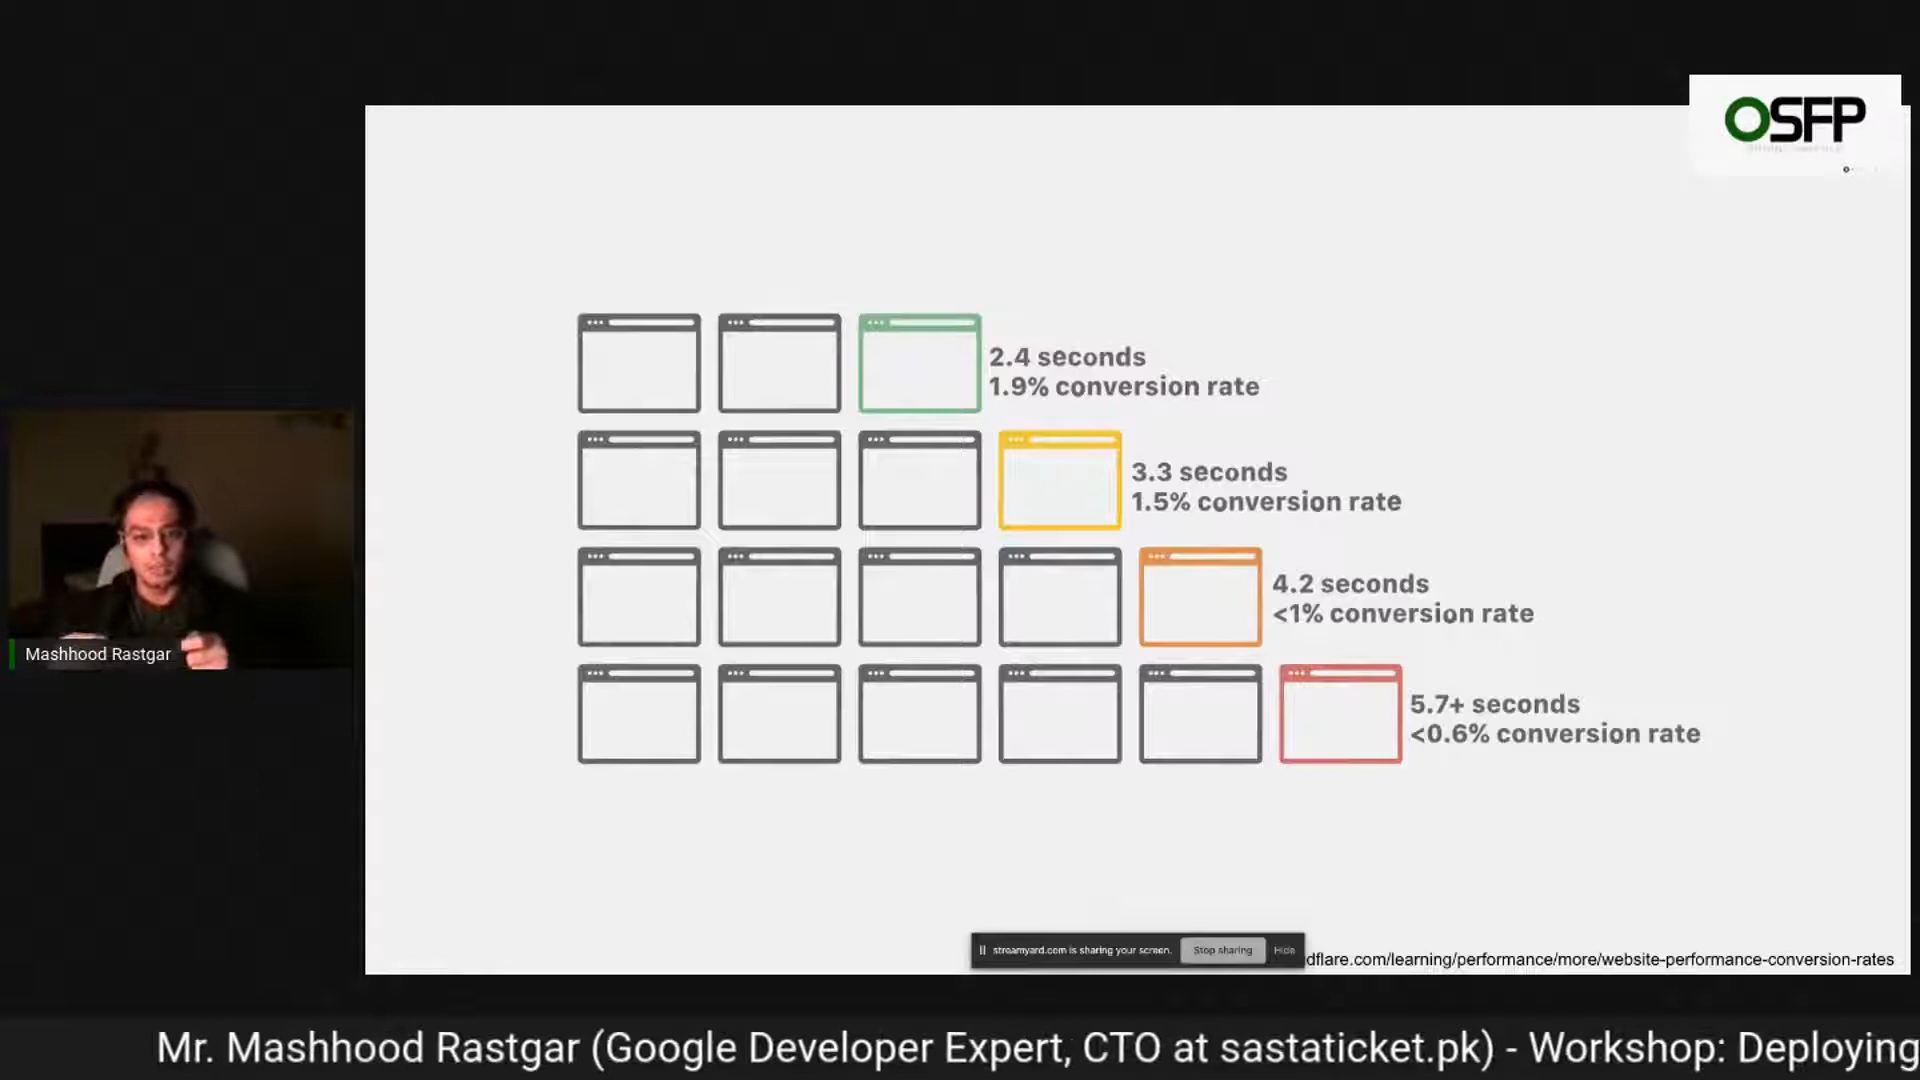 OSFP
2.4 seconds
1.9% conversion rate
3.3 seconds
1.5% conversion rate
4.2 seconds
<1% conversion rate
5.7+ seconds
<0.6% conversion rate
Mashhood Rastgar
streamyard.com is sharing your screen. Stop sharing Hide
dflare.com/learning/performance/more/website-performance-conversion-rates
Mr. Mashhood Rastgar (Google Developer Expert, CTO at sastaticket.pk) - Workshop: Deploying